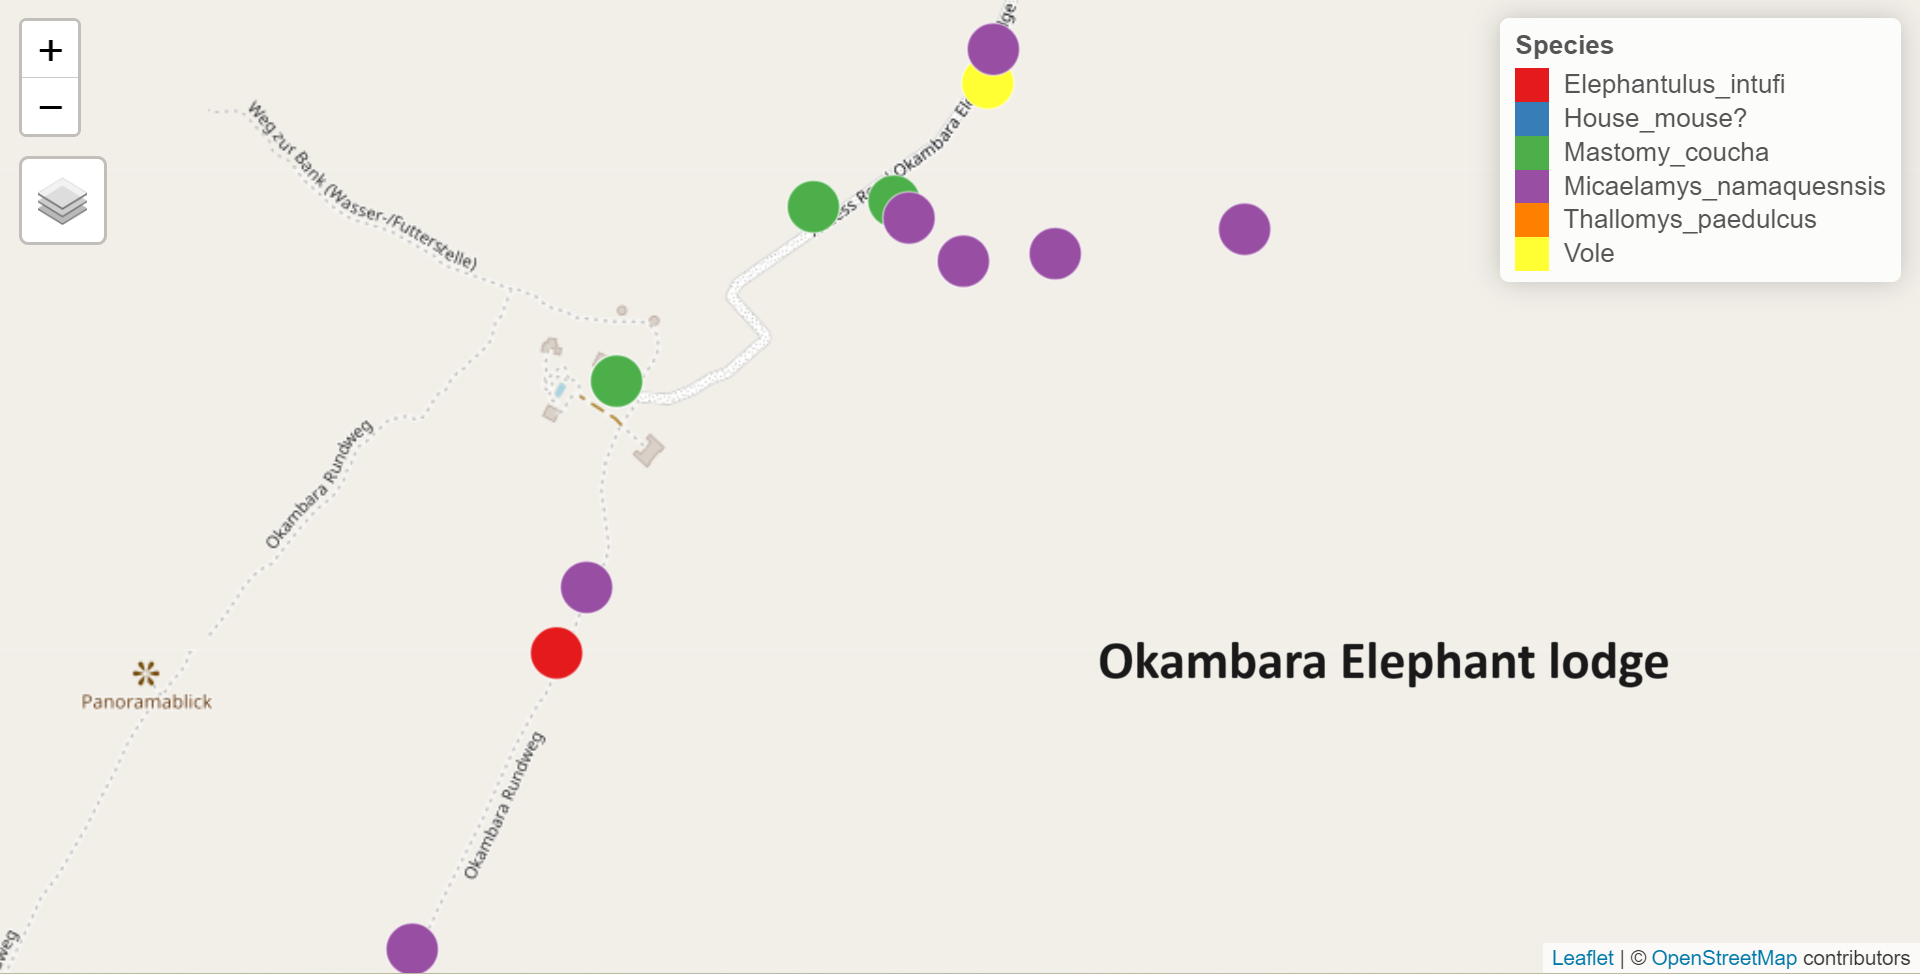 +
−
Species
Elephantulus_intufi
House_mouse?
Mastomy_coucha
Micaelamys_namaquesnsis
Thallomys_paedulcus
Vole
Weg zur Bank (Wasser-/Futterstelle)
Okambara
Okambara Rundweg
Panoramablick
Okambara Rundweg
Okambara Elephant lodge
Leaflet | © OpenStreetMap contributors